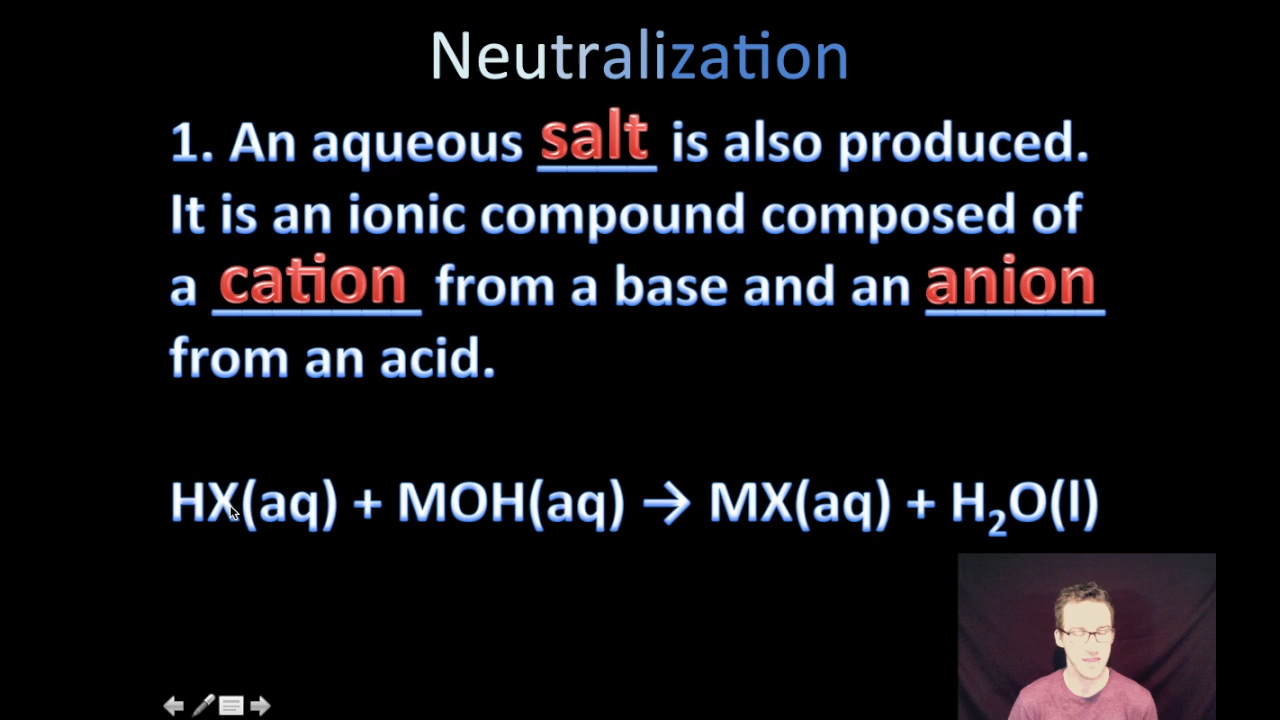 Neutralization
1. An aqueous salt is also produced.
It is an ionic compound composed of
a cation from a base and an anion
from an acid.
HX(aq) + MOH(aq) → MX(aq) + H₂O(l)